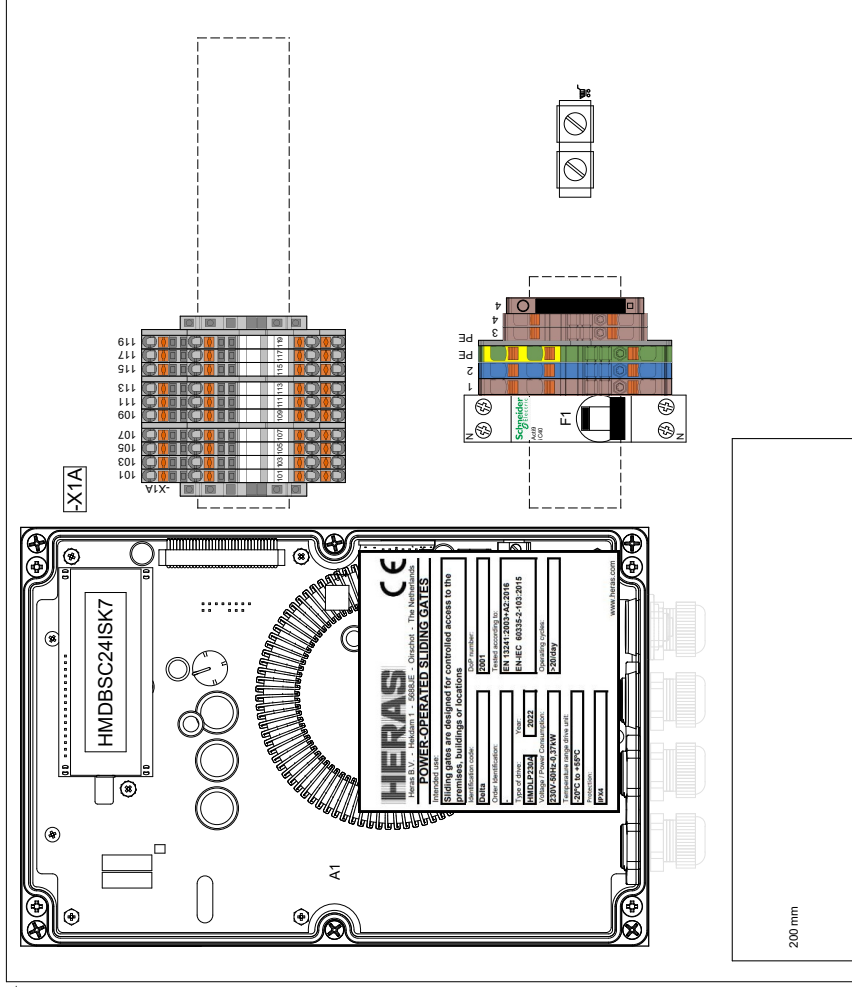 119
117
115
113
111
109
107
105
103
101
-X1A
119
117
115
113
111
109
107
105
103
101
-X1A
4
4
3
PE
PE
2
1
N
N
Schneider
Electric
Acti9
iC40
F1
HMDBSC24ISK7
A1
HERAS
CE
Heras B.V. - Hekdam 1 - 5688JE - Oirschot - The Netherlands
POWER-OPERATED SLIDING GATES
Intended use:
Sliding gates are designed for controlled access to the
premises, buildings or locations
Identification code:
Delta
Order Identification:
-
Type of drive:
HMDLP230A
Year:
2022
Voltage / Power Consumption:
230V-50Hz-0,37kW
Temperature range drive unit:
-20°C to +55°C
Protection:
IPX4
DoP number:
2001
Tested according to:
EN 13241:2003+A2:2016
EN-IEC 60335-2-103:2015
Operating cycles:
>20/day
www.heras.com
200 mm